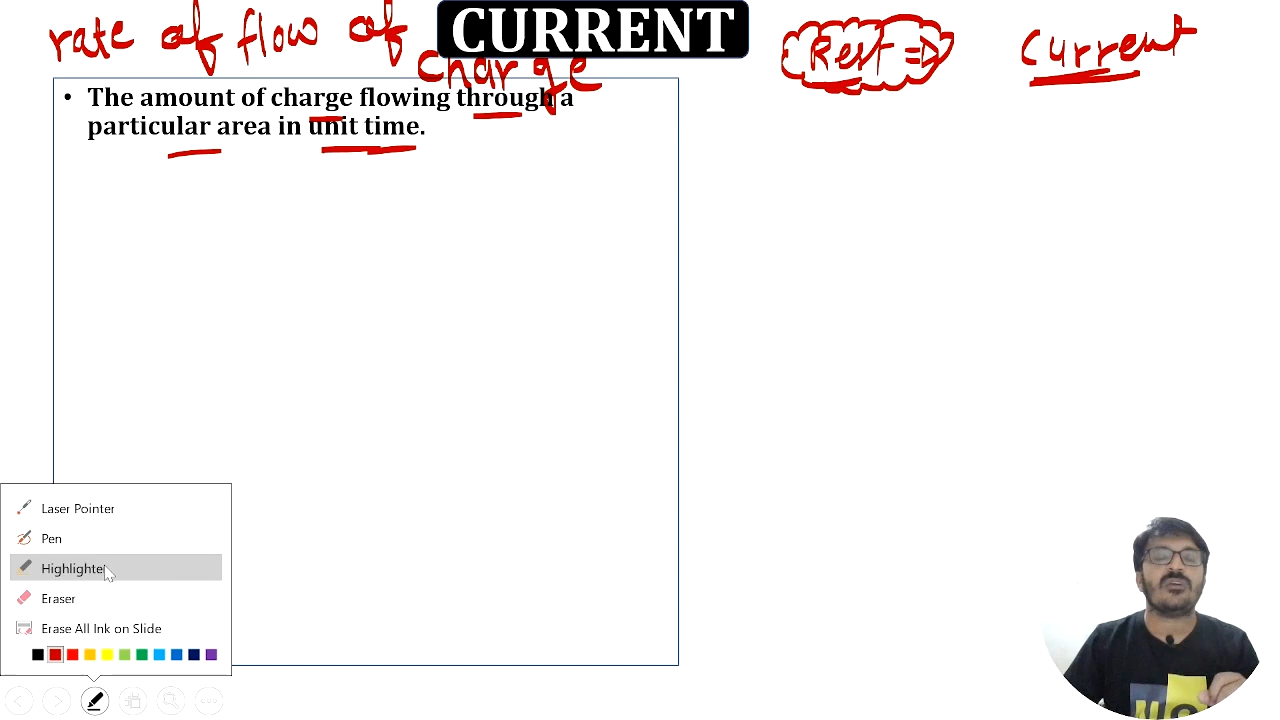 rate of flow of charge
CURRENT
Rest ⇒ Current
• The amount of charge flowing through a
particular area in unit time.
Laser Pointer
Pen
Highlighte
Eraser
Erase All Ink on Slide